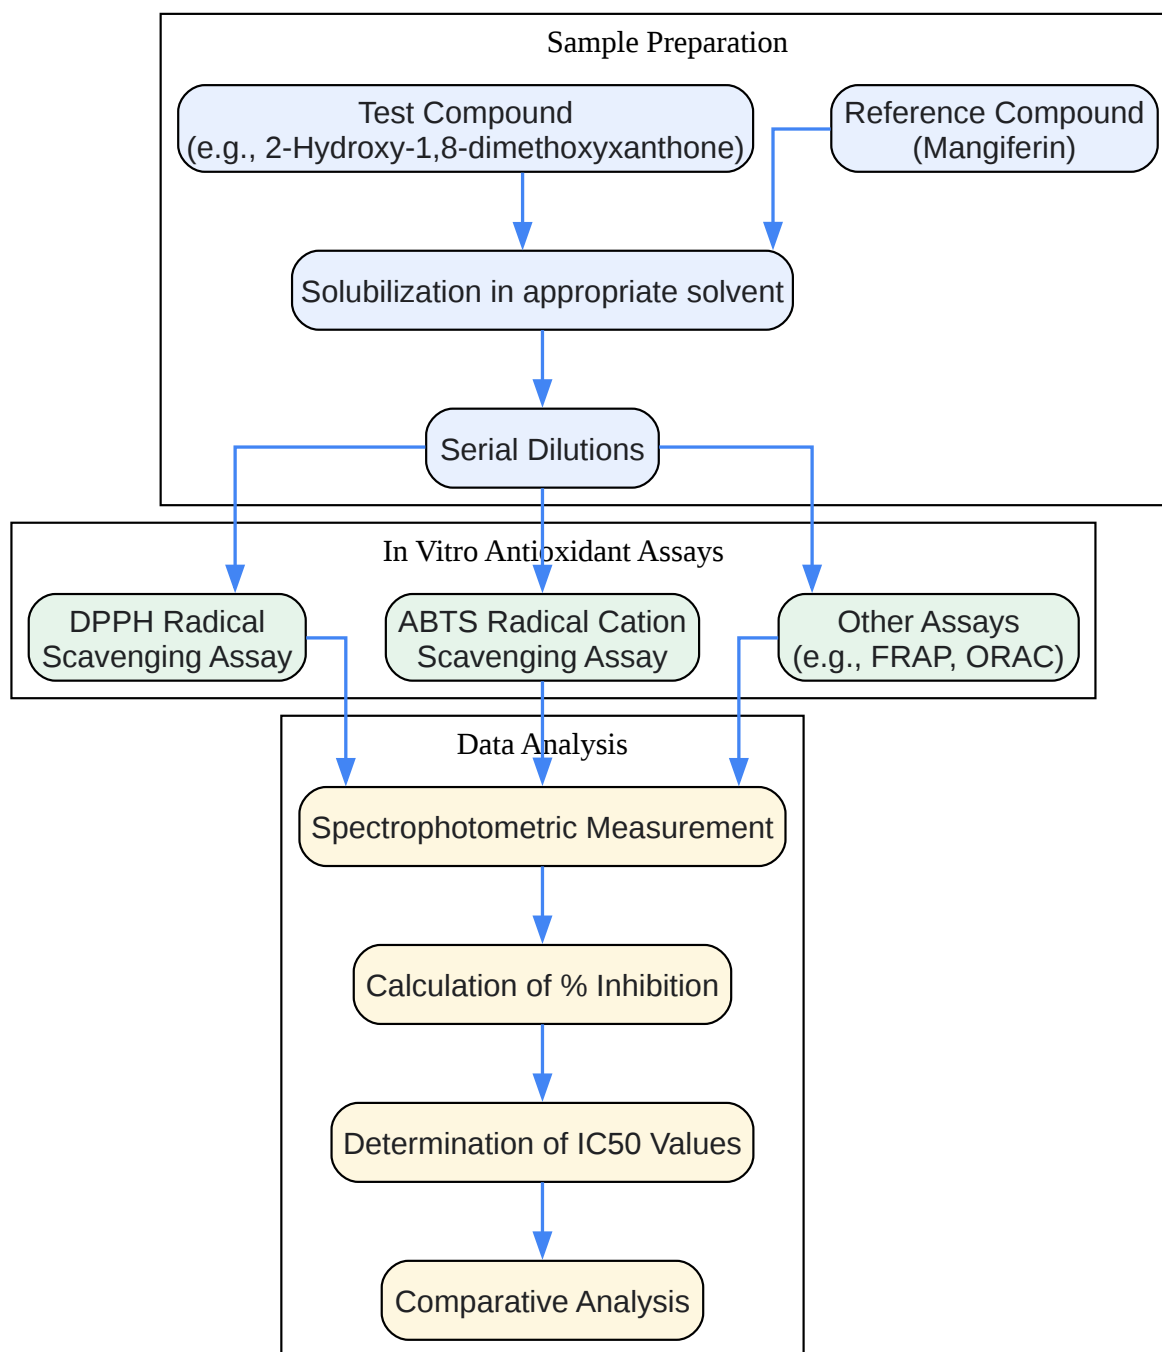 Sample Preparation
Test Compound
(e.g., 2-Hydroxy-1,8-dimethoxyxanthone)
Reference Compound
(Mangiferin)
Solubilization in appropriate solvent
Serial Dilutions
In Vitro Antioxidant Assays
DPPH Radical
Scavenging Assay
ABTS Radical Cation
Scavenging Assay
Other Assays
(e.g., FRAP, ORAC)
Data Analysis
Spectrophotometric Measurement
Calculation of % Inhibition
Determination of IC50 Values
Comparative Analysis